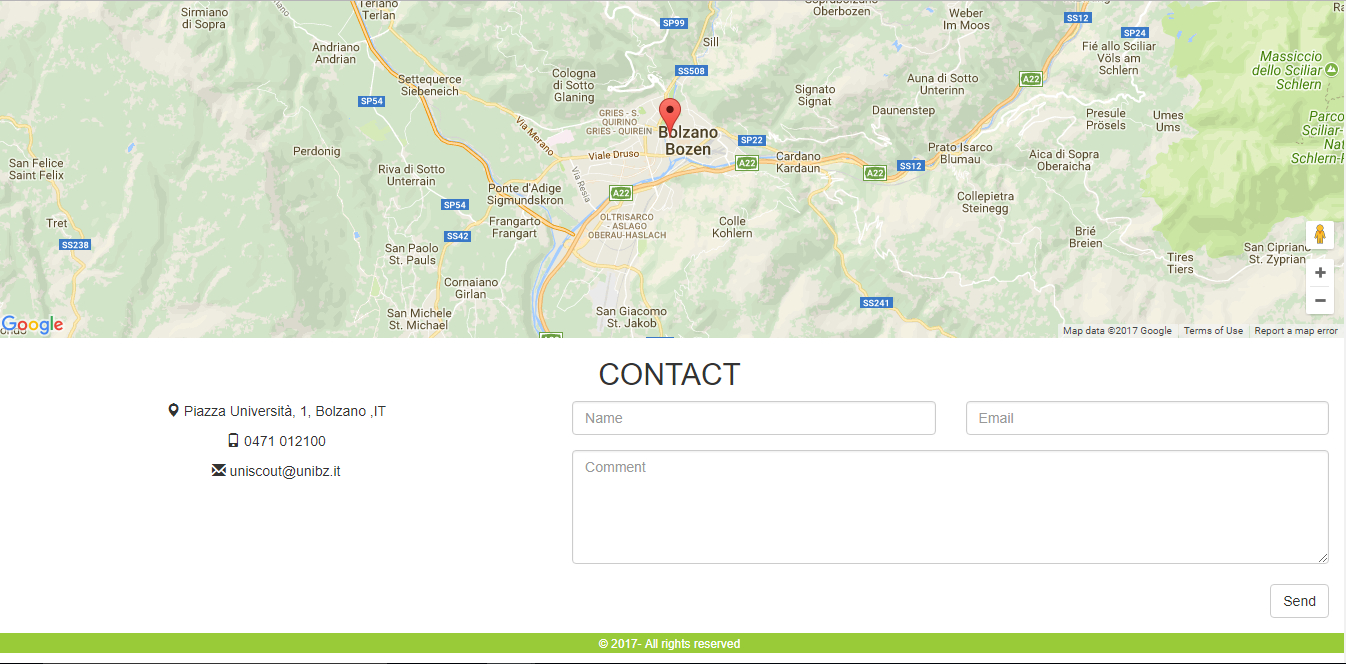 Teriano
Terlan
Sirmiano
di Sopra
Soprabolzano
Oberbozen
Weber
Im Moos
SS12
SP99
SP24
Sill
Andriano
Andrian
Fié allo Sciliar
Völs am
Schlern
Massiccio
dello Sciliar
Schlern
Settequerce
Siebeneich
Cologna
di Sotto
Glaning
SS508
Auna di Sotto
Unterinn
A22
SP54
Signato
Signat
Daunenstep
GRIES - S.
QUIRINO
GRIES - QUIREIN
Presule
Prösels
Umes
Ums
Parco
Sciliar-
Nat
Schlern-R
Via Merano
Bolzano
Bozen
SP22
Perdonig
Viale Druso
A22
Cardano
Kardaun
A22
SS12
Prato Isarco
Blumau
Aica di Sopra
Oberaicha
San Felice
Saint Felix
Riva di Sotto
Unterrain
Via Resia
Ponte d'Adige
Sigmundskron
A22
Collepietra
Steinegg
SP54
Tret
Frangarto
Frangart
OLTRISARCO
- ASLAGO
OBERAU-HASLACH
Colle
Kohlern
SS42
SS238
Brié
Breien
San Paolo
St. Pauls
San Cipriano
St. Zyprian
Tires
Tiers
Cornaiano
Girlan
SS241
San Michele
St. Michael
San Giacomo
St. Jakob
Google
Map data ©2017 Google
Terms of Use
Report a map error
CONTACT
Piazza Università, 1, Bolzano ,IT
0471 012100
uniscout@unibz.it
Name
Email
Comment
Send
© 2017- All rights reserved